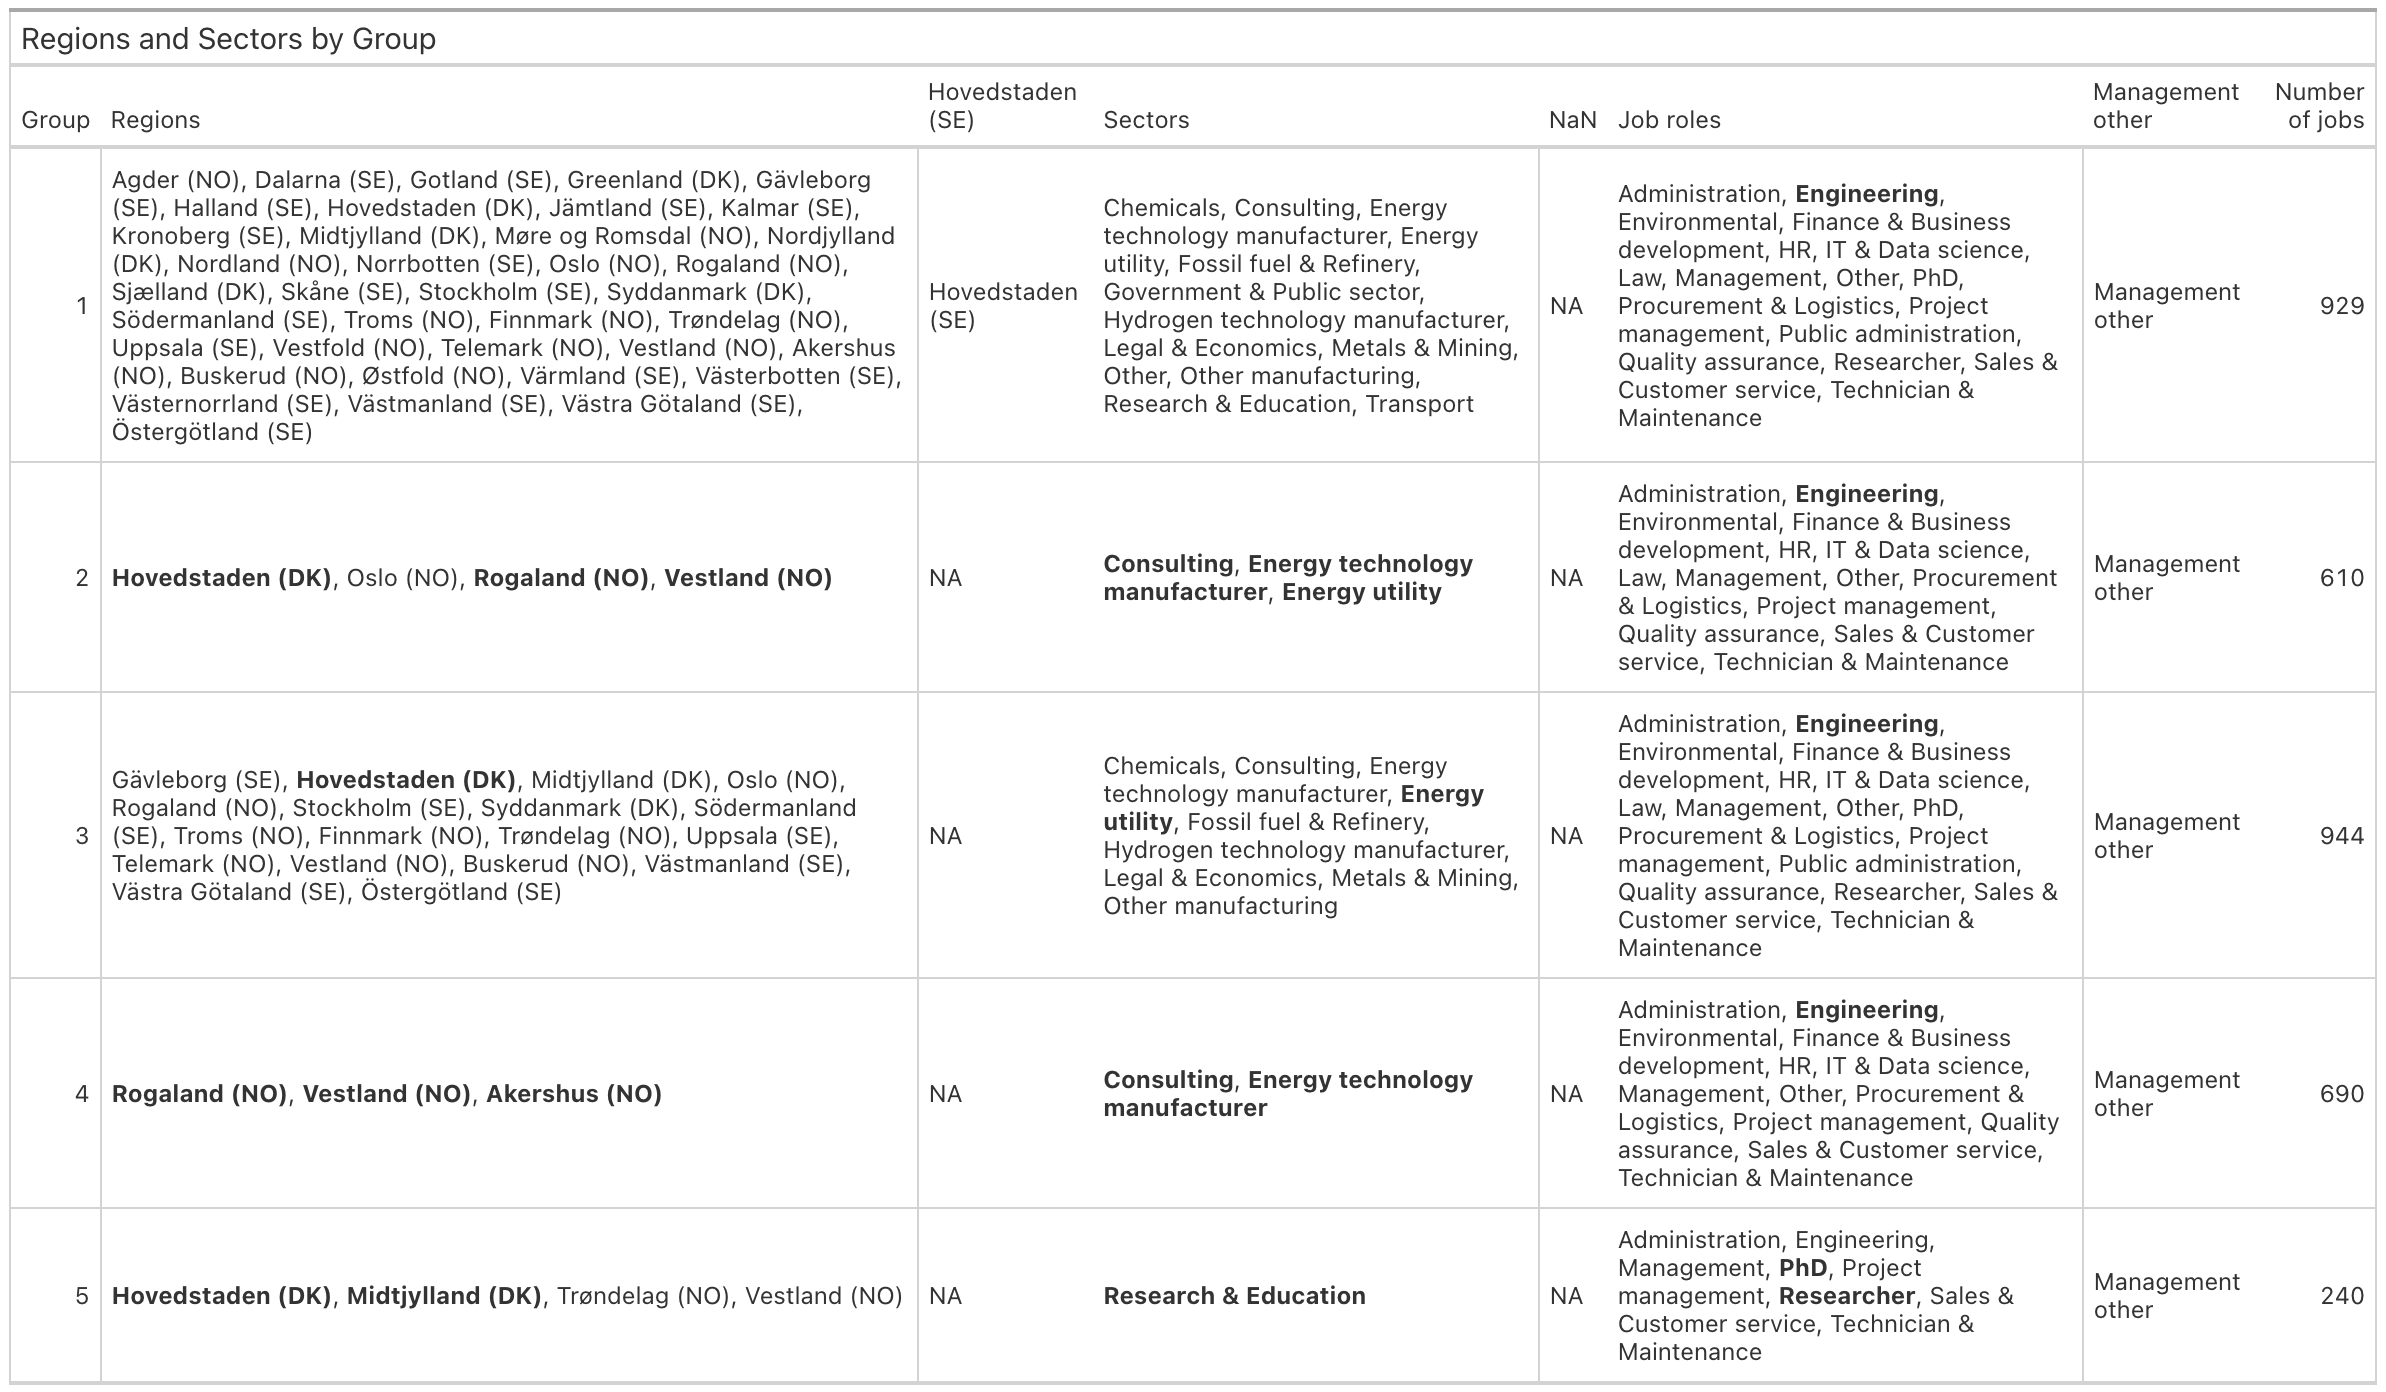 Regions and Sectors by Group
Group Regions Hovedstaden (SE) Sectors NaN Job roles Management other Number of jobs
1
Agder (NO), Dalarna (SE), Gotland (SE), Greenland (DK), Gävleborg
(SE), Halland (SE), Hovedstaden (DK), Jämtland (SE), Kalmar (SE),
Kronoberg (SE), Midtjylland (DK), Møre og Romsdal (NO), Nordjylland
(DK), Nordland (NO), Norrbotten (SE), Oslo (NO), Rogaland (NO),
Sjælland (DK), Skåne (SE), Stockholm (SE), Syddanmark (DK),
Södermanland (SE), Troms (NO), Finnmark (NO), Trøndelag (NO),
Uppsala (SE), Vestfold (NO), Telemark (NO), Vestland (NO), Akershus
(NO), Buskerud (NO), Østfold (NO), Värmland (SE), Västerbotten (SE),
Västernorrland (SE), Västmanland (SE), Västra Götaland (SE),
Östergötland (SE)
Hovedstaden
(SE)
Chemicals, Consulting, Energy
technology manufacturer, Energy
utility, Fossil fuel & Refinery,
Government & Public sector,
Hydrogen technology manufacturer,
Legal & Economics, Metals & Mining,
Other, Other manufacturing,
Research & Education, Transport
NA
Administration, Engineering,
Environmental, Finance & Business
development, HR, IT & Data science,
Law, Management, Other, PhD,
Procurement & Logistics, Project
management, Public administration,
Quality assurance, Researcher, Sales &
Customer service, Technician &
Maintenance
Management
other
929
2
Hovedstaden (DK), Oslo (NO), Rogaland (NO), Vestland (NO)
NA
Consulting, Energy technology
manufacturer, Energy utility
NA
Administration, Engineering,
Environmental, Finance & Business
development, HR, IT & Data science,
Law, Management, Other, Procurement
& Logistics, Project management,
Quality assurance, Sales & Customer
service, Technician & Maintenance
Management
other
610
3
Gävleborg (SE), Hovedstaden (DK), Midtjylland (DK), Oslo (NO),
Rogaland (NO), Stockholm (SE), Syddanmark (DK), Södermanland
(SE), Troms (NO), Finnmark (NO), Trøndelag (NO), Uppsala (SE),
Telemark (NO), Vestland (NO), Buskerud (NO), Västmanland (SE),
Västra Götaland (SE), Östergötland (SE)
NA
Chemicals, Consulting, Energy
technology manufacturer, Energy
utility, Fossil fuel & Refinery,
Hydrogen technology manufacturer,
Legal & Economics, Metals & Mining,
Other manufacturing
NA
Administration, Engineering,
Environmental, Finance & Business
development, HR, IT & Data science,
Law, Management, Other, PhD,
Procurement & Logistics, Project
management, Public administration,
Quality assurance, Researcher, Sales &
Customer service, Technician &
Maintenance
Management
other
944
4
Rogaland (NO), Vestland (NO), Akershus (NO)
NA
Consulting, Energy technology
manufacturer
NA
Administration, Engineering,
Environmental, Finance & Business
development, HR, IT & Data science,
Management, Other, Procurement &
Logistics, Project management, Quality
assurance, Sales & Customer service,
Technician & Maintenance
Management
other
690
5
Hovedstaden (DK), Midtjylland (DK), Trøndelag (NO), Vestland (NO)
NA
Research & Education
NA
Administration, Engineering,
Management, PhD, Project
management, Researcher, Sales &
Customer service, Technician &
Maintenance
Management
other
240